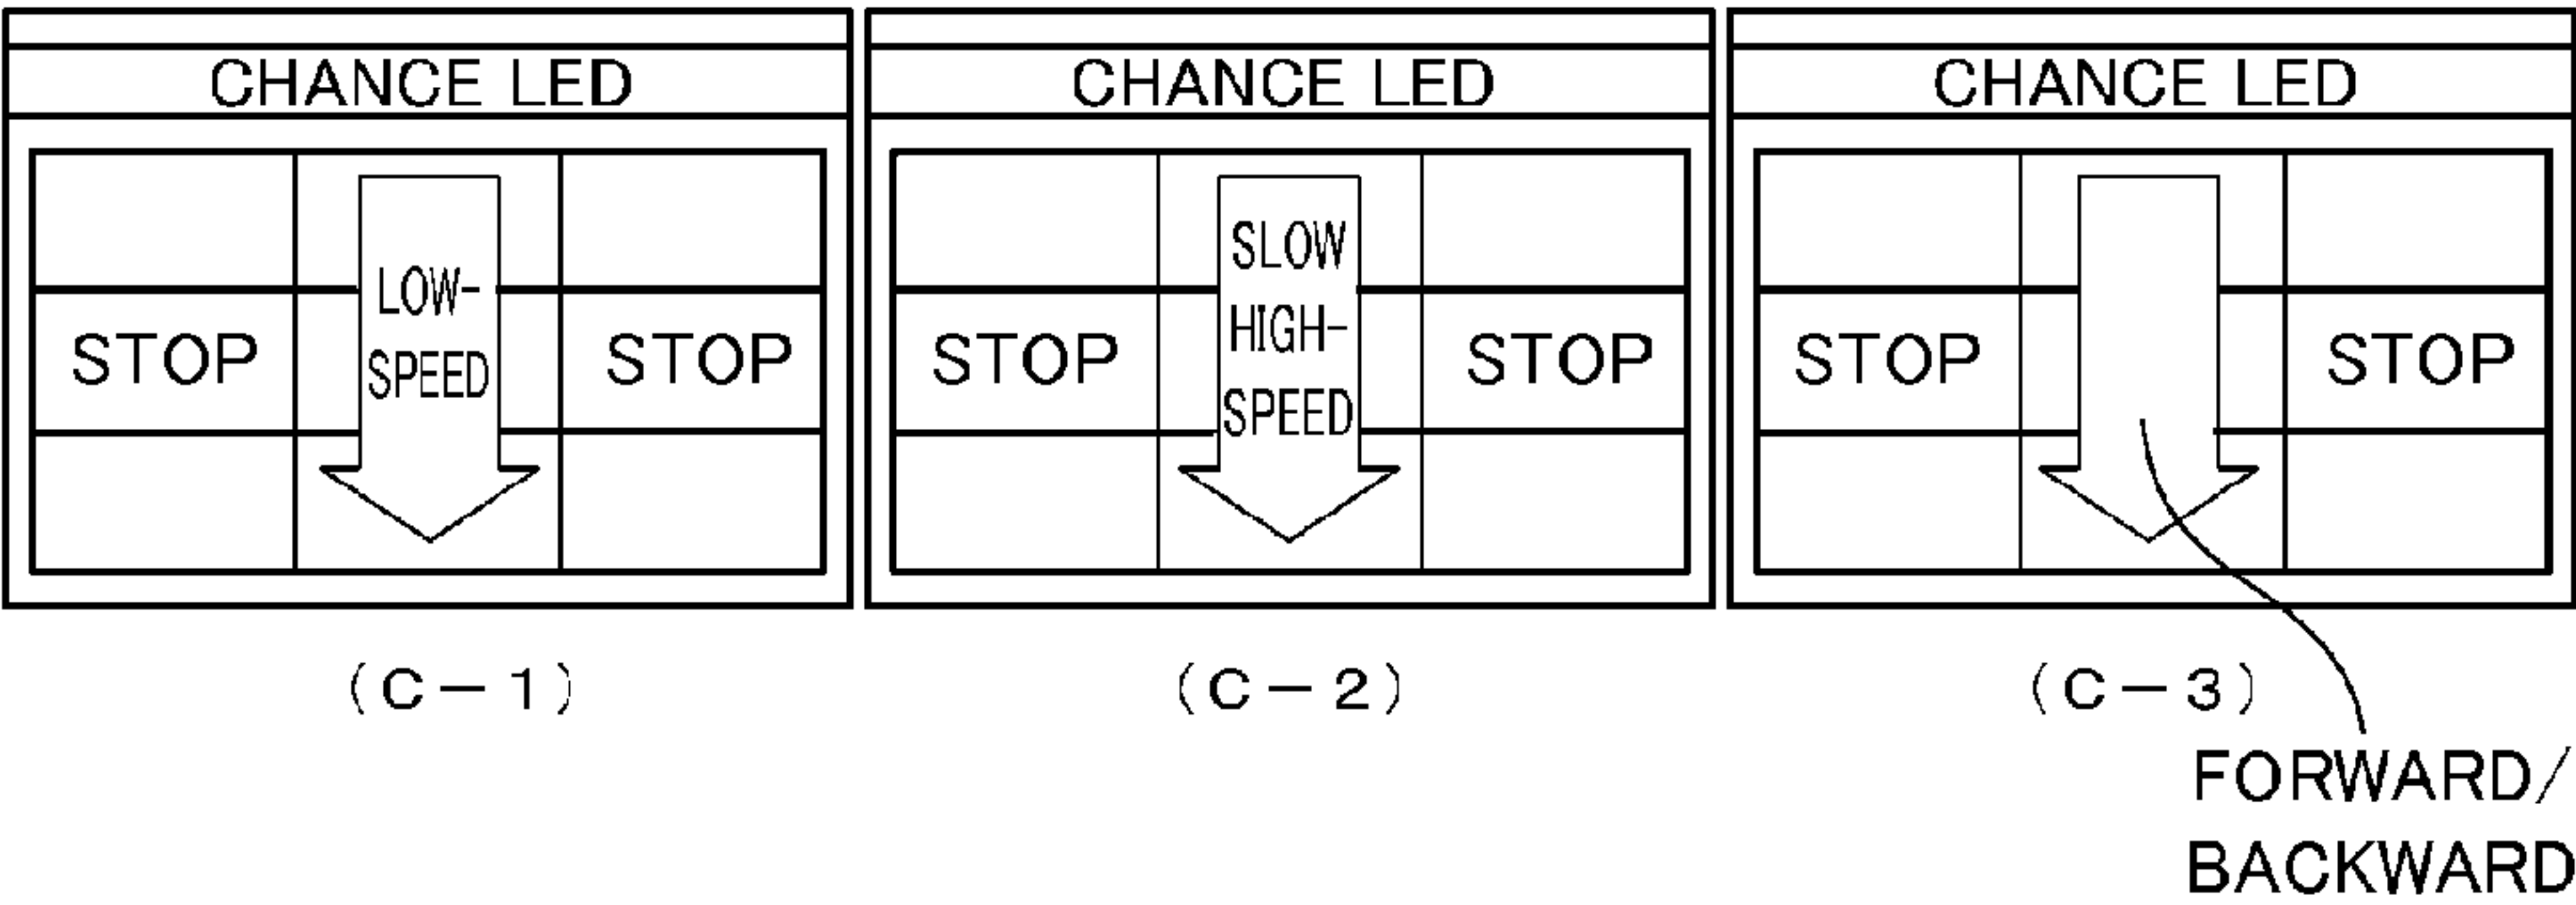 CHANCE LED
STOP
LOW-
SPEED
STOP
(C-1)
CHANCE LED
STOP
SLOW
HIGH-
SPEED
STOP
(C-2)
CHANCE LED
STOP
STOP
(C-3)
FORWARD/
BACKWARD